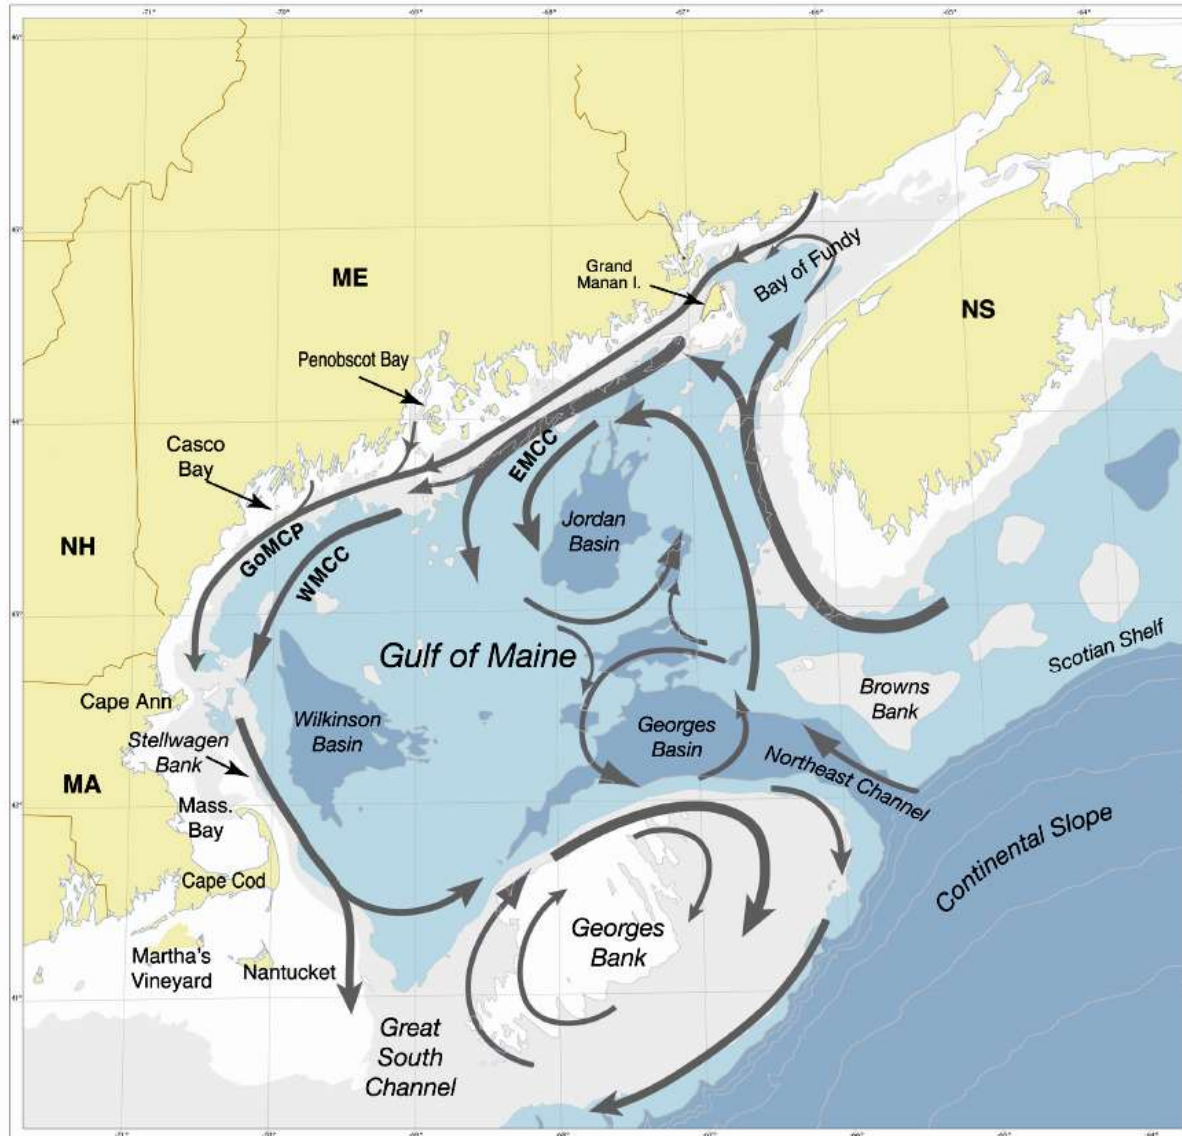 Grand
Manan I.
Bay of Fundy
ME
NS
Penobscot Bay
Casco
Bay
EMCC
Jordan
Basin
NH
GoMCP
WMCC
Gulf of Maine
Scotian Shelf
Browns
Bank
Cape Ann
Wilkinson
Basin
Georges
Basin
Stellwagen
Bank
Northeast Channel
MA
Mass.
Bay
Continental Slope
Cape Cod
Georges
Bank
Martha's
Vineyard
Nantucket
Great
South
Channel